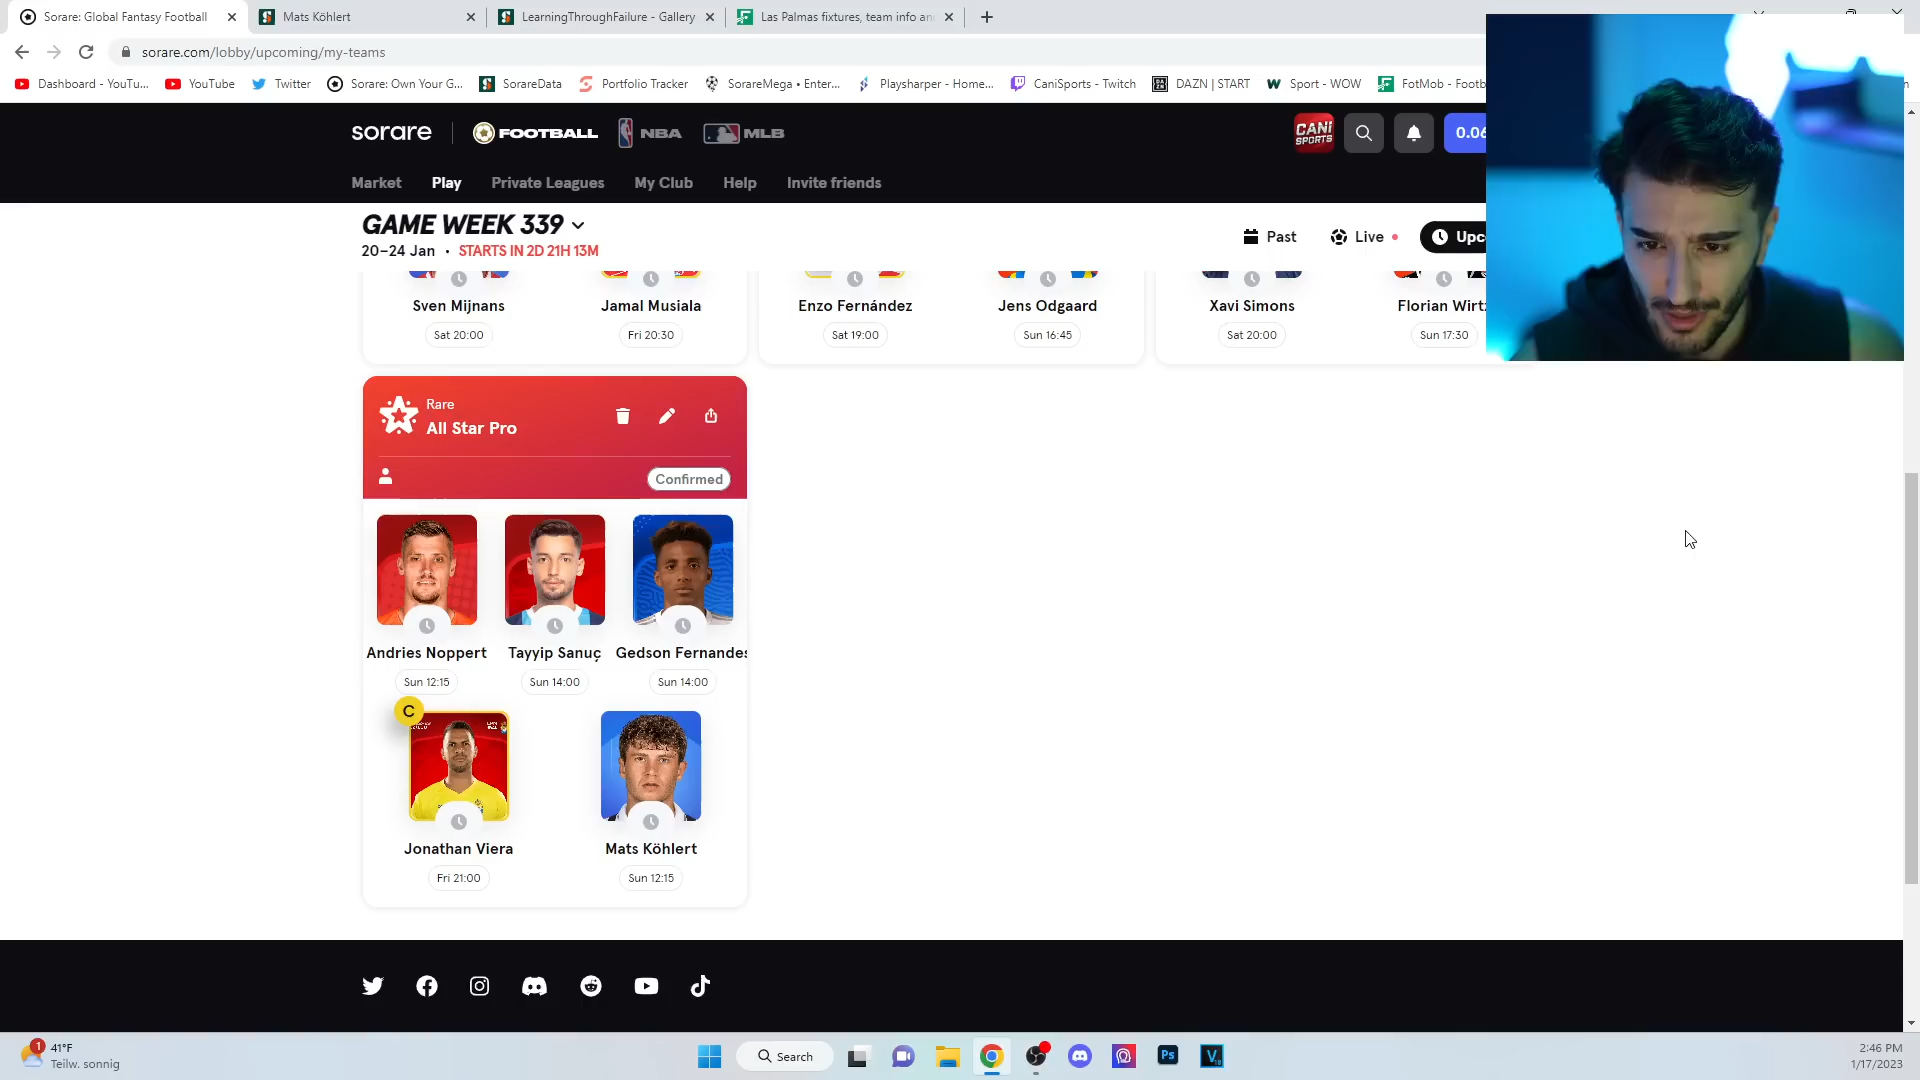 Sorare: Global Fantasy Football
Mats Köhlert
LearningThroughFailure - Gallery
Las Palmas fixtures, team info an
sorare.com/lobby/upcoming/my-teams
Dashboard - YouTu...
YouTube
Twitter
Sorare: Own Your G...
SorareData
Portfolio Tracker
SorareMega • Enter...
Playsharper - Home...
CaniSports - Twitch
DAZN | START
Sport - WOW
FotMob - Footb
sorare
FOOTBALL
NBA
MLB
CANI
SPORTS
0.06
Market
Play
Private Leagues
My Club
Help
Invite friends
GAME WEEK 339
20–24 Jan • STARTS IN 2D 21H 13M
Past
Live
Upc
Sven Mijnans
Jamal Musiala
Enzo Fernández
Jens Odgaard
Xavi Simons
Florian Wirtz
Sat 20:00
Fri 20:30
Sat 19:00
Sun 16:45
Sat 20:00
Sun 17:30
Rare
All Star Pro
Confirmed
Andries Noppert
Tayyip Sanuç
Gedson Fernandes
Sun 12:15
Sun 14:00
Sun 14:00
C
Jonathan Viera
Mats Köhlert
Fri 21:00
Sun 12:15
1
41°F
Teilw. sonnig
Search
Ps
V
2:46 PM
1/17/2023